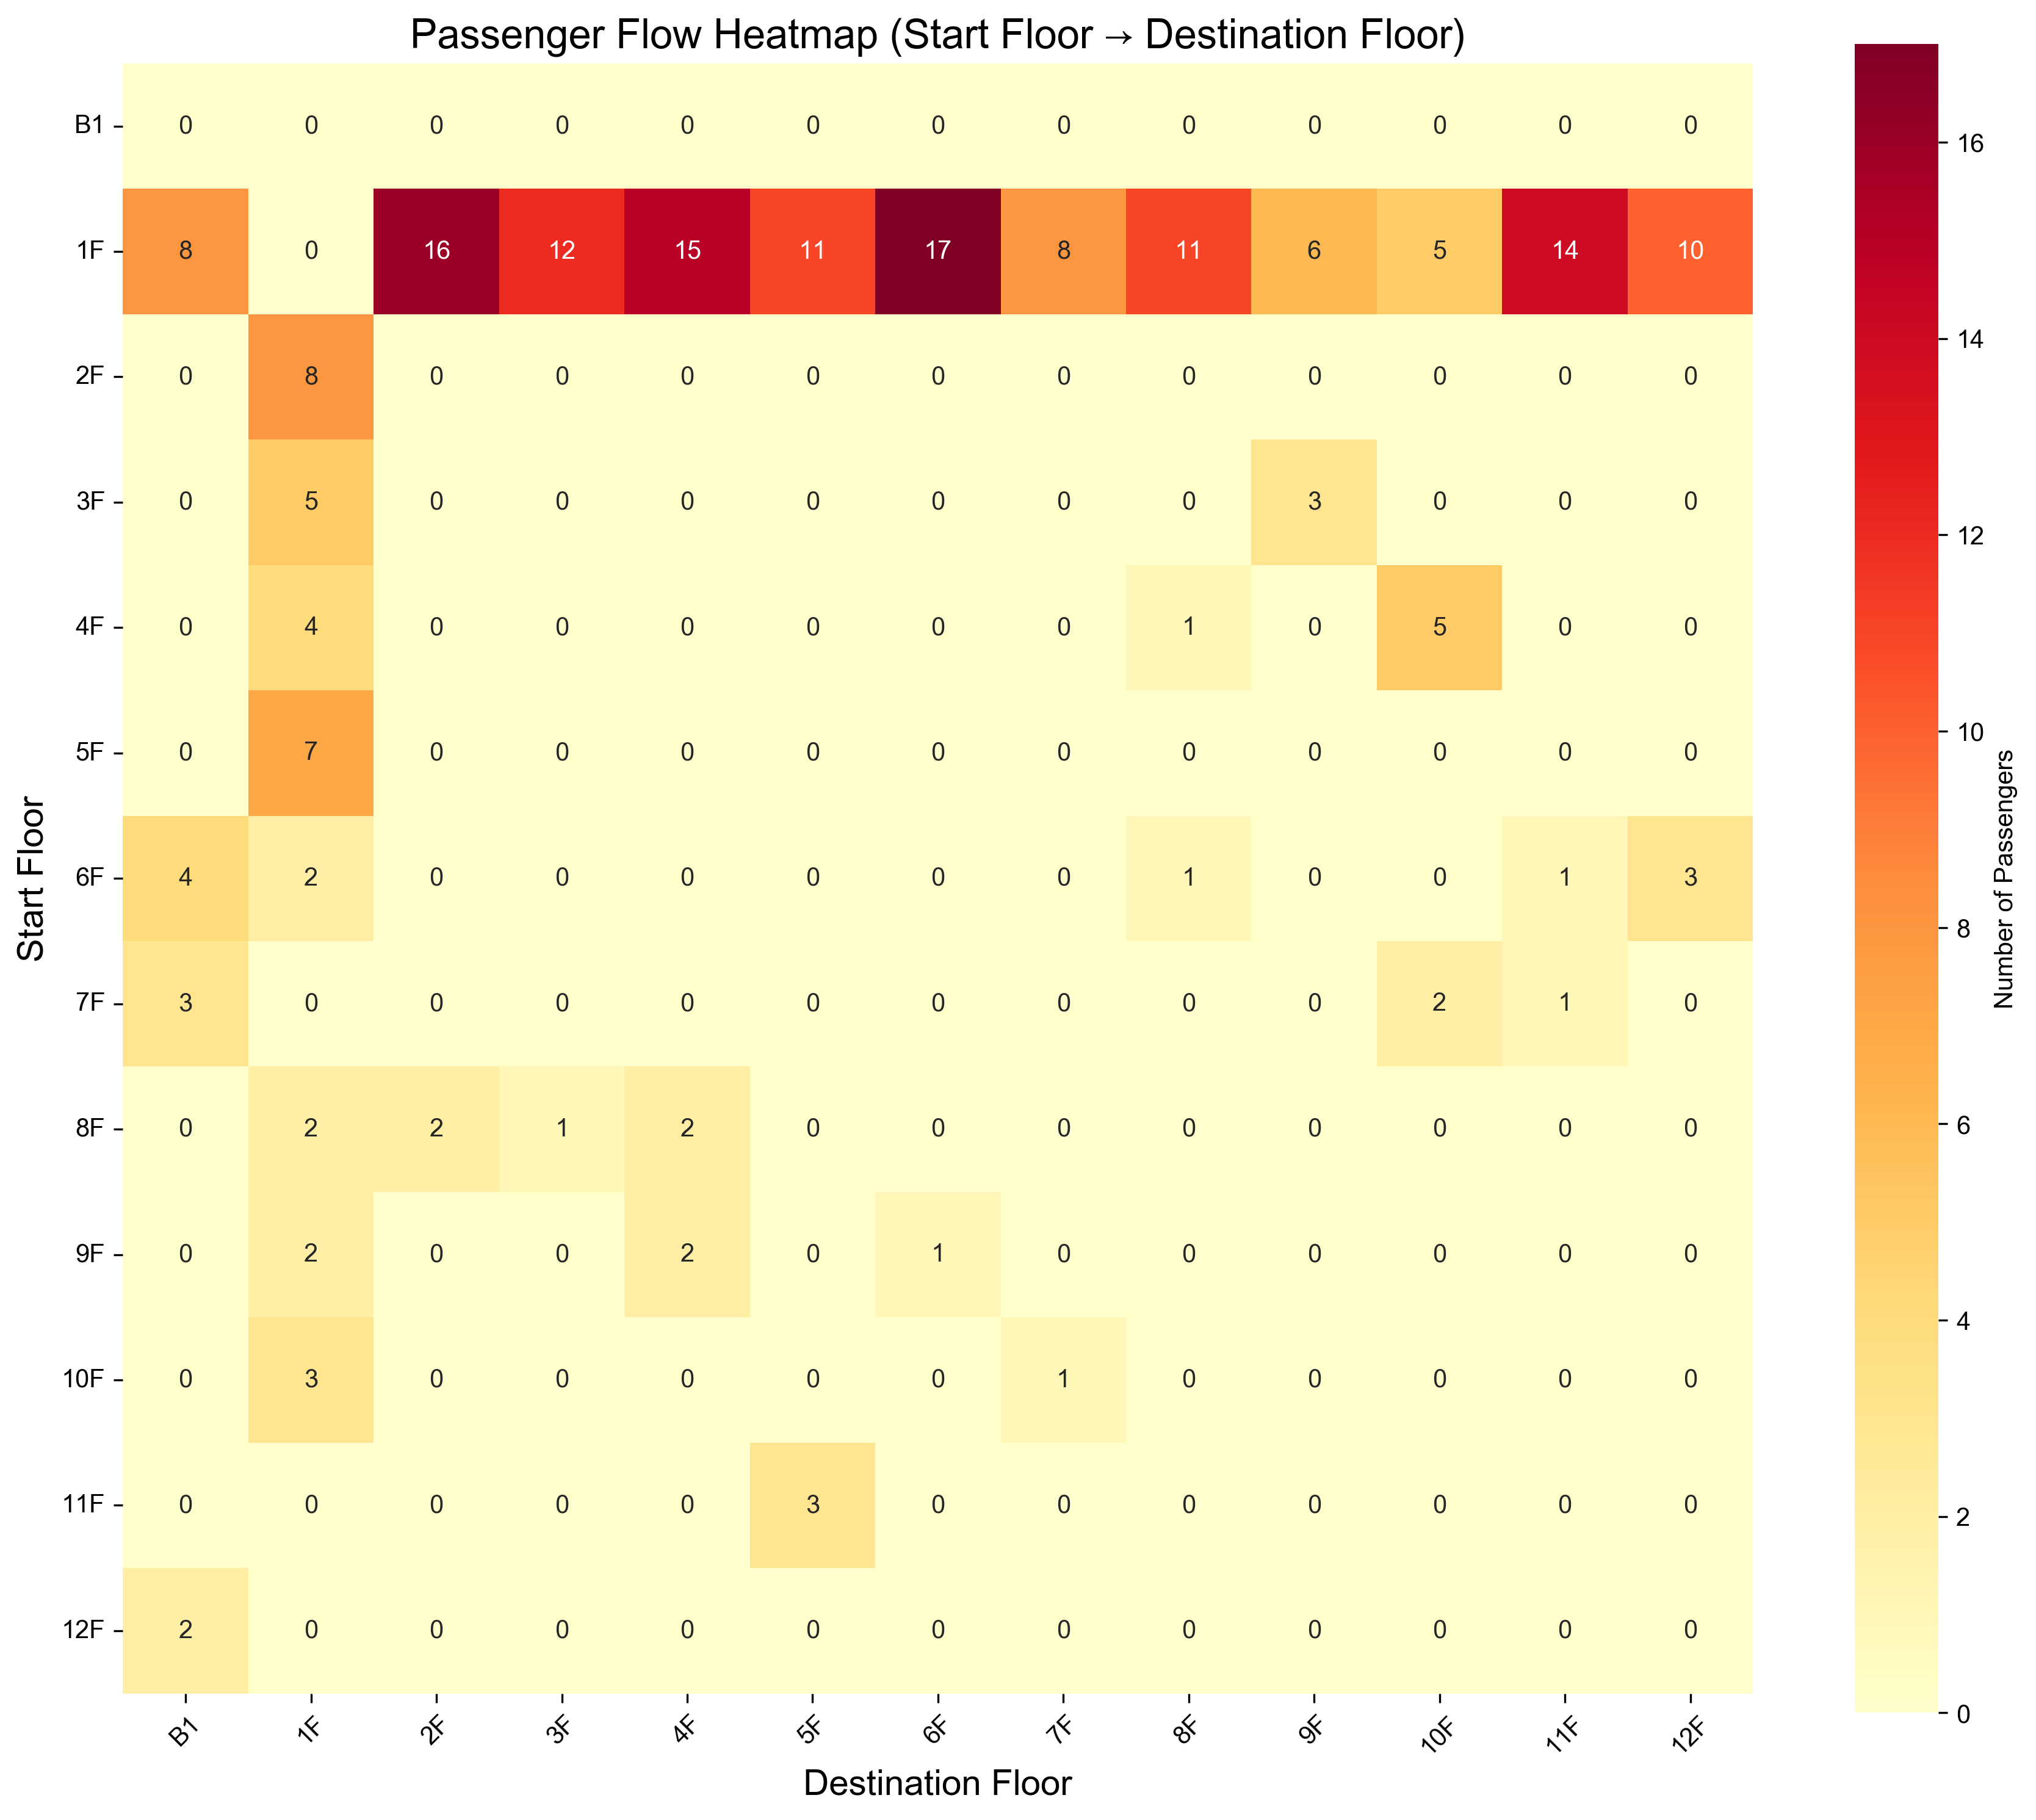 Passenger Flow Heatmap (Start Floor → Destination Floor)
B1 0 0 0 0 0 0 0 0 0 0 0 0 0
1F 8 0 16 12 15 11 17 8 11 6 5 14 10
2F 0 8 0 0 0 0 0 0 0 0 0 0 0
3F 0 5 0 0 0 0 0 0 0 3 0 0 0
4F 0 4 0 0 0 0 0 0 1 0 5 0 0
5F 0 7 0 0 0 0 0 0 0 0 0 0 0
6F 4 2 0 0 0 0 0 0 1 0 0 1 3
7F 3 0 0 0 0 0 0 0 0 0 2 1 0
8F 0 2 2 1 2 0 0 0 0 0 0 0 0
9F 0 2 0 0 2 0 1 0 0 0 0 0 0
10F 0 3 0 0 0 0 0 1 0 0 0 0 0
11F 0 0 0 0 0 3 0 0 0 0 0 0 0
12F 2 0 0 0 0 0 0 0 0 0 0 0 0
B1 1F 2F 3F 4F 5F 6F 7F 8F 9F 10F 11F 12F
Destination Floor
Start Floor
16
14
12
10
8
6
4
2
0
Number of Passengers